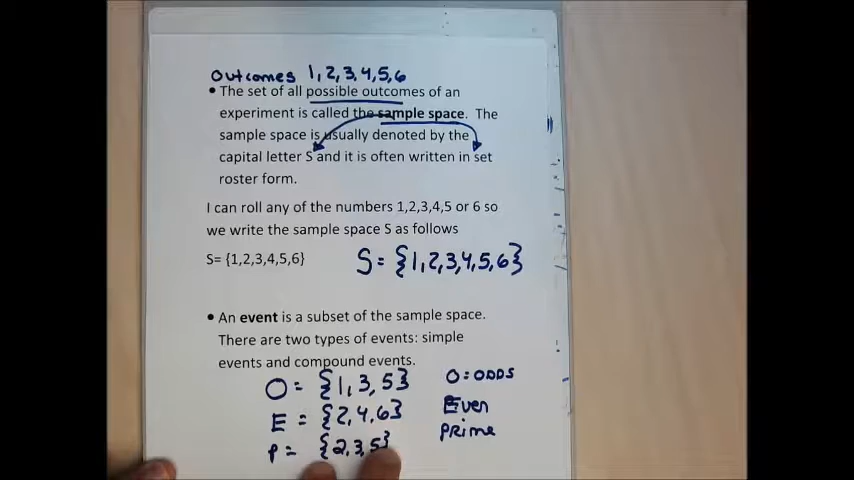 Outcomes 1,2,3,4,5,6
• The set of all possible outcomes of an
experiment is called the sample space. The
sample space is usually denoted by the
capital letter S and it is often written in set
roster form.
I can roll any of the numbers 1,2,3,4,5 or 6 so
we write the sample space S as follows
S= {1,2,3,4,5,6}
S = {1,2,3,4,5,6}
• An event is a subset of the sample space.
There are two types of events: simple
events and compound events.
O = {1,3,5}
O=ODDS
E = {2,4,6}
Even
P = {2,3,5}
Prime